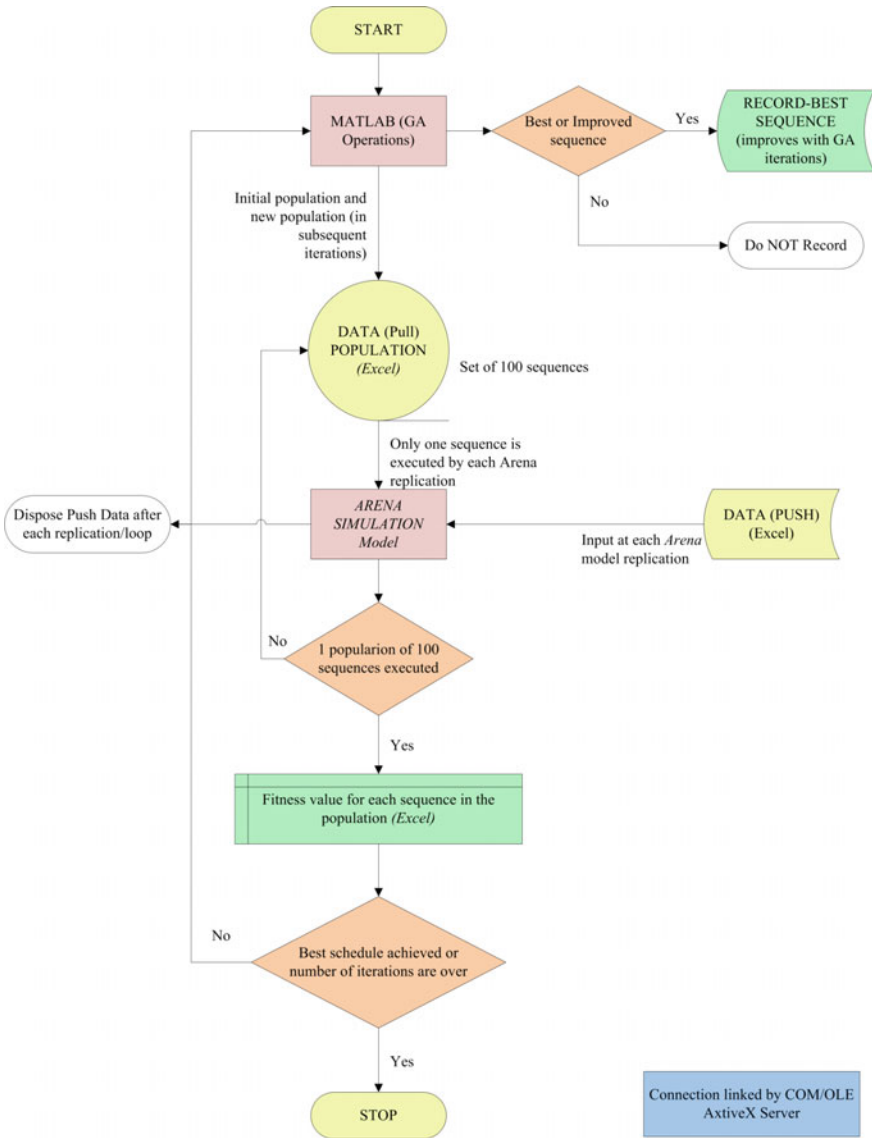 START
MATLAB (GA
Operations)
Best or Improved
sequence
Yes
RECORD-BEST
SEQUENCE
(improves with GA
iterations)
No
Do NOT Record
Initial population and
new population (in
subsequent
iterations)
DATA (Pull)
POPULATION
(Excel)
Set of 100 sequences
Only one sequence is
executed by each Arena
replication
Dispose Push Data after
each replication/loop
ARENA
SIMULATION
Model
DATA (PUSH)
(Excel)
Input at each Arena
model replication
No
1 popularion of 100
sequences executed
Yes
Fitness value for each sequence in the
population (Excel)
No
Best schedule achieved or
number of iterations are over
Yes
STOP
Connection linked by COM/OLE
AxtiveX Server